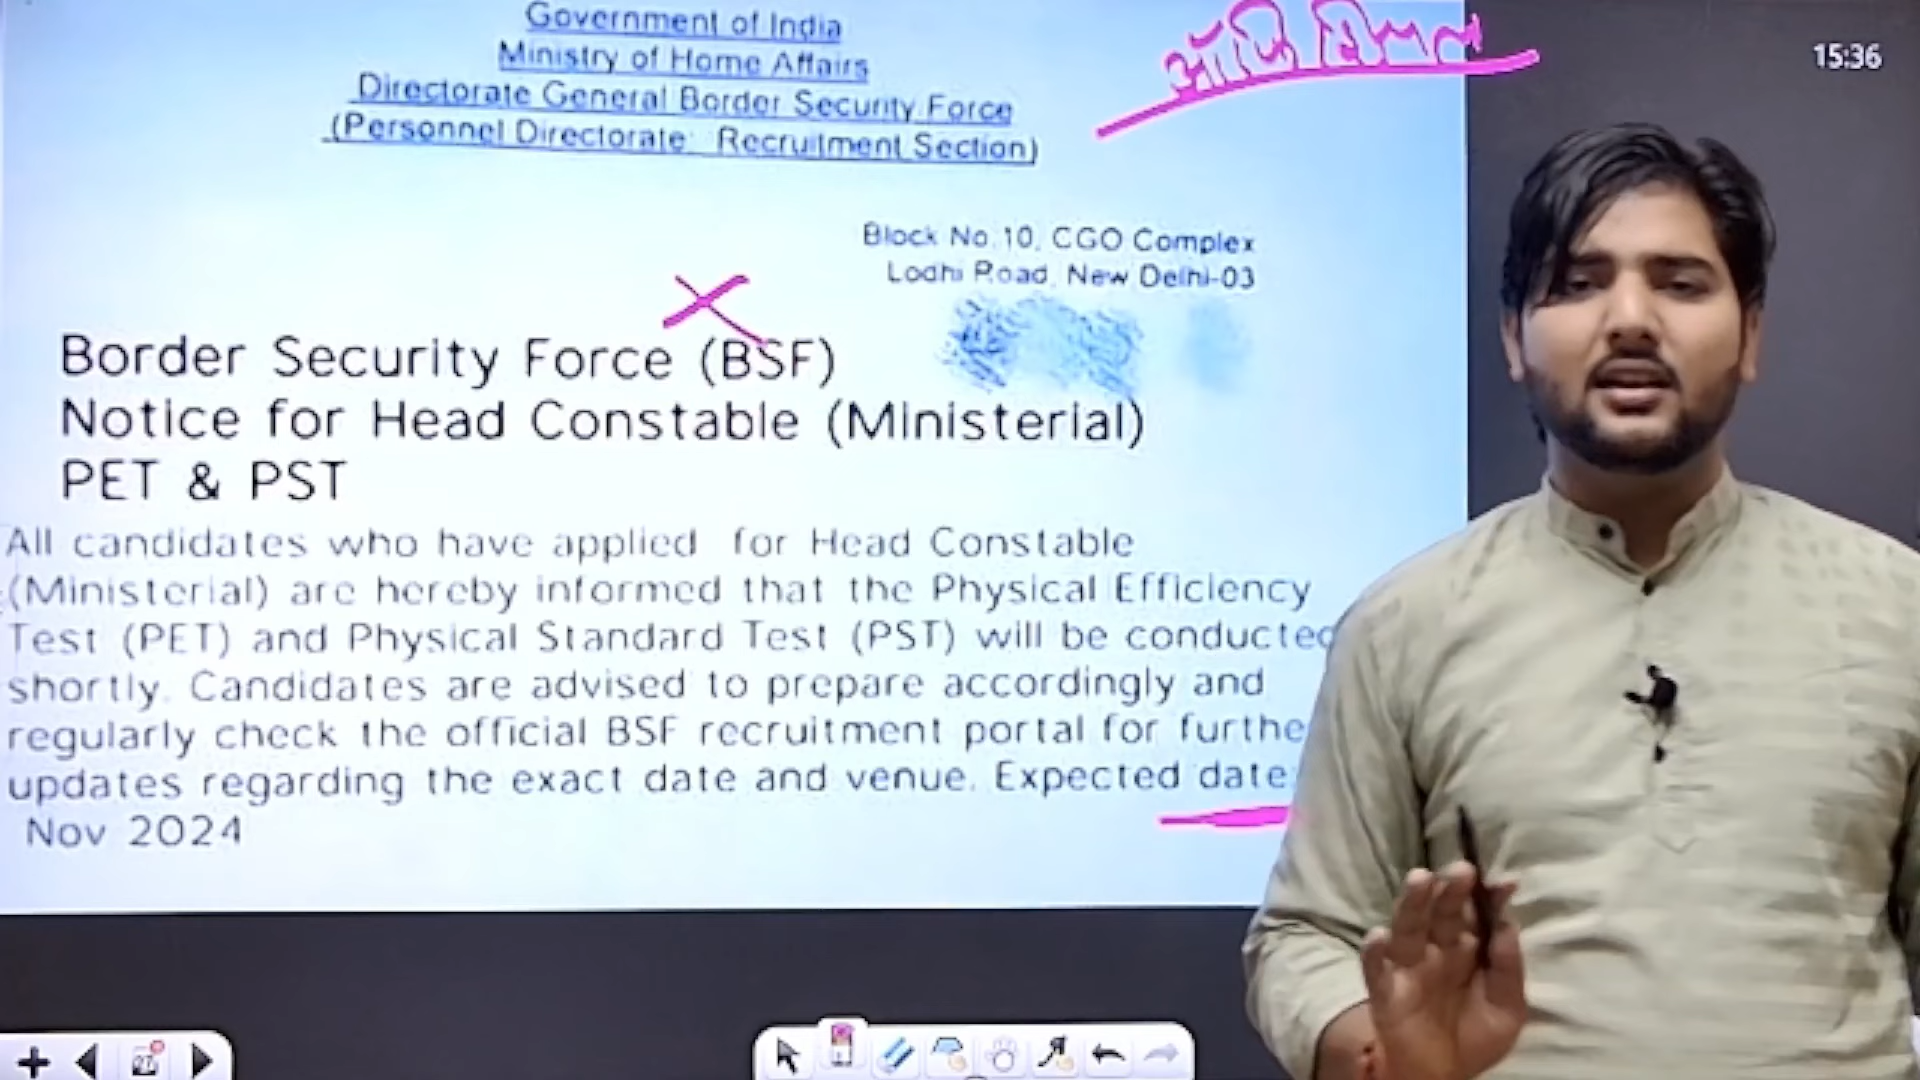 Government of India
Ministry of Home Affairs
Directorate General Border Security Force
(Personnel Directorate: Recruitment Section)
ऑफिशियल
15:36
Block No.10, CGO Complex
Lodhi Road, New Delhi-03
Border Security Force (BSF)
Notice for Head Constable (Ministerial)
PET & PST
All candidates who have applied for Head Constable
(Ministerial) are hereby informed that the Physical Efficiency
Test (PET) and Physical Standard Test (PST) will be conducted
shortly. Candidates are advised to prepare accordingly and
regularly check the official BSF recruitment portal for furthe
updates regarding the exact date and venue. Expected date:
Nov 2024
27